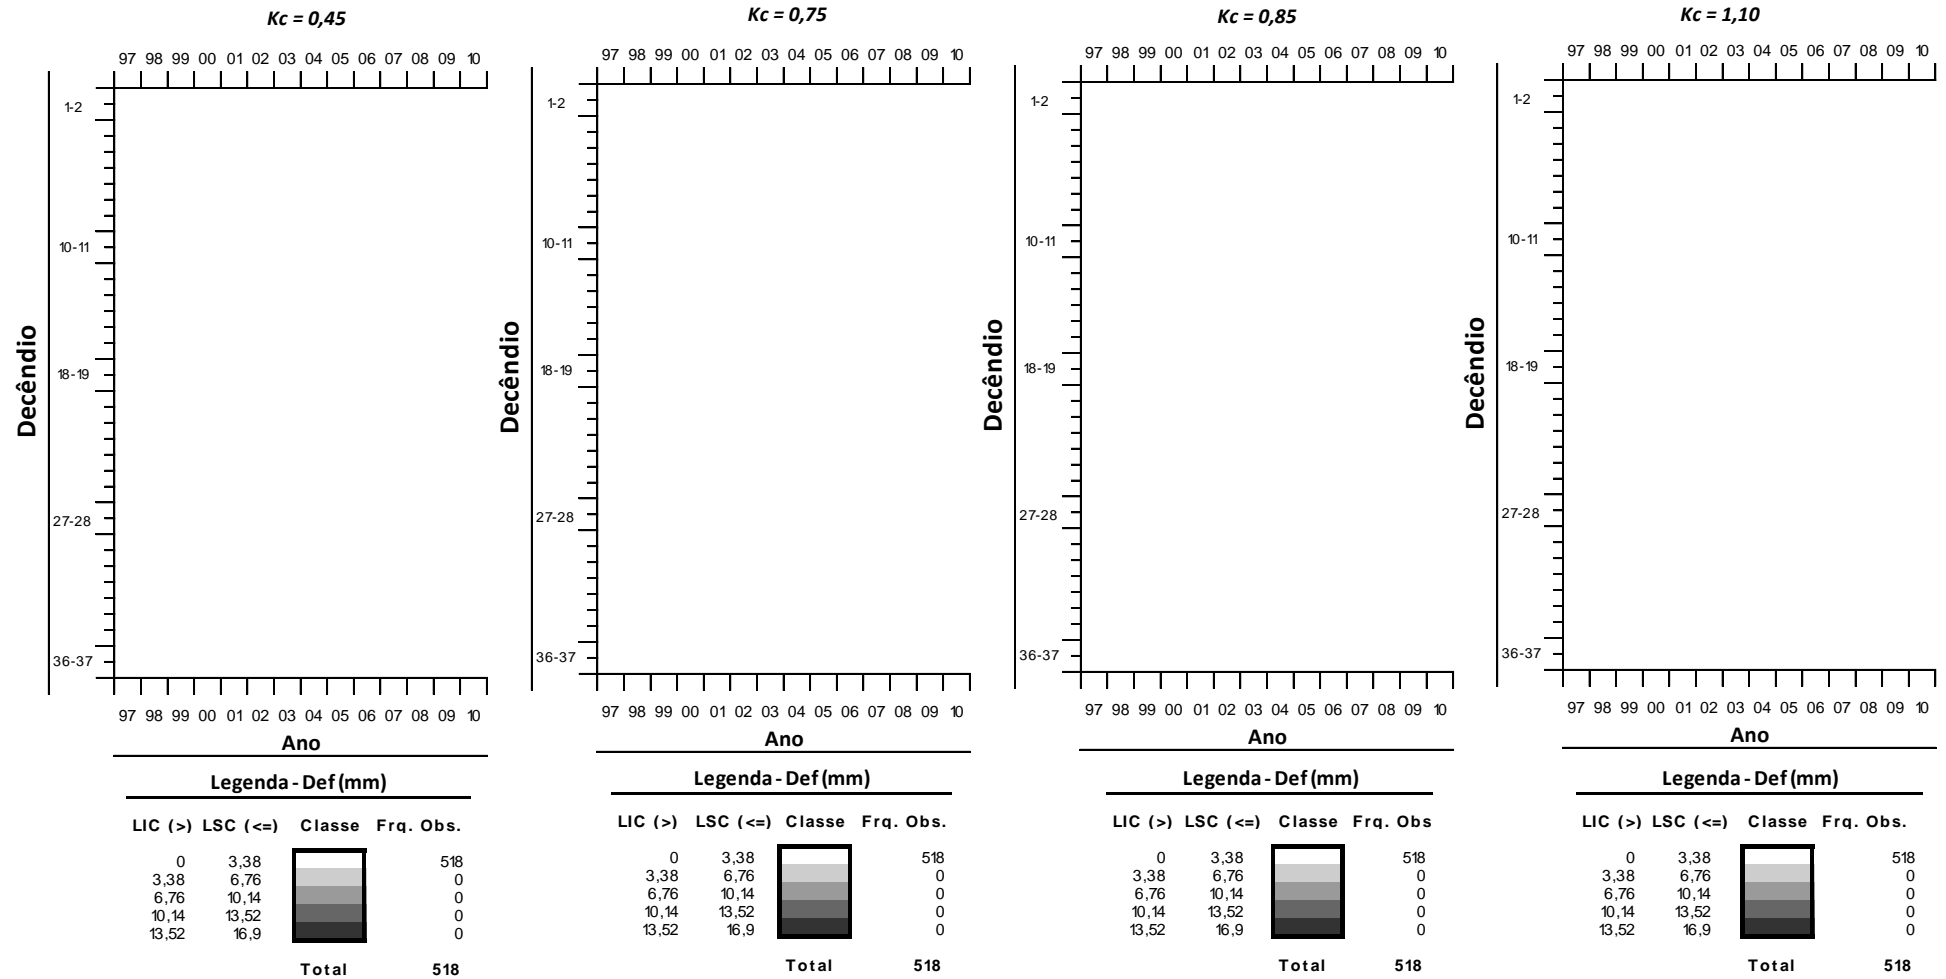 Kc = 0,45
97 98 99 00 01 02 03 04 05 06 07 08 09 10
Decêndio
1-2
10-11
18-19
27-28
36-37
97 98 99 00 01 02 03 04 05 06 07 08 09 10
Ano
Legenda - Def (mm)
LIC (>) LSC (<=) Classe Frq. Obs.
0 3,38 518
3,38 6,76 0
6,76 10,14 0
10,14 13,52 0
13,52 16,9 0
Total 518
Kc = 0,75
97 98 99 00 01 02 03 04 05 06 07 08 09 10
Decêndio
1-2
10-11
18-19
27-28
36-37
97 98 99 00 01 02 03 04 05 06 07 08 09 10
Ano
Legenda - Def (mm)
LIC (>) LSC (<=) Classe Frq. Obs.
0 3,38 518
3,38 6,76 0
6,76 10,14 0
10,14 13,52 0
13,52 16,9 0
Total 518
Kc = 0,85
97 98 99 00 01 02 03 04 05 06 07 08 09 10
Decêndio
1-2
10-11
18-19
27-28
36-37
97 98 99 00 01 02 03 04 05 06 07 08 09 10
Ano
Legenda - Def (mm)
LIC (>) LSC (<=) Classe Frq. Obs
0 3,38 518
3,38 6,76 0
6,76 10,14 0
10,14 13,52 0
13,52 16,9 0
Total 518
Kc = 1,10
97 98 99 00 01 02 03 04 05 06 07 08 09 10
Decêndio
1-2
10-11
18-19
27-28
36-37
97 98 99 00 01 02 03 04 05 06 07 08 09 10
Ano
Legenda - Def (mm)
LIC (>) LSC (<=) Classe Frq. Obs.
0 3,38 518
3,38 6,76 0
6,76 10,14 0
10,14 13,52 0
13,52 16,9 0
Total 518